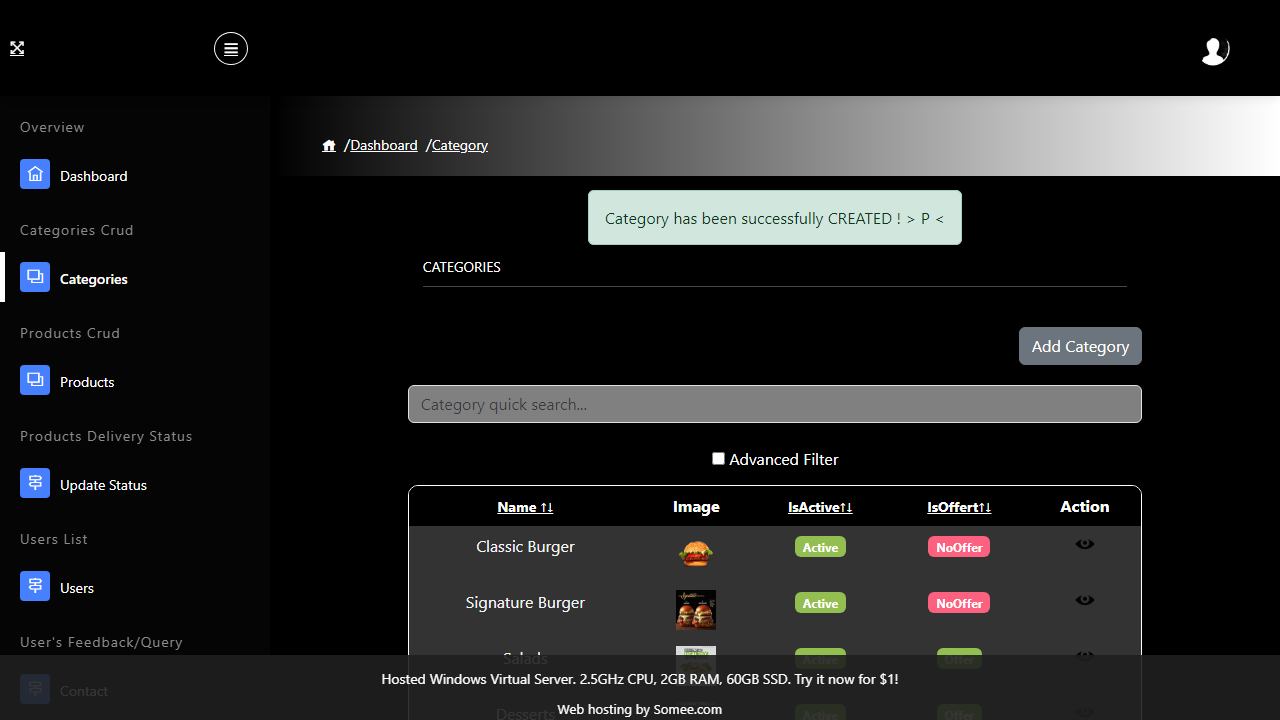 Overview
Dashboard
Categories Crud
Categories
Products Crud
Products
Products Delivery Status
Update Status
Users List
Users
User's Feedback/Query
Contact
/Dashboard /Category
Category has been successfully CREATED ! > P <
CATEGORIES
Add Category
Category quick search...
Advanced Filter
Name ↑↓ Image IsActive↑↓ IsOffert↑↓ Action
Classic Burger Active NoOffer
Signature Burger Active NoOffer
Salads Active Offer
Desserts Active Offer
Hosted Windows Virtual Server. 2.5GHz CPU, 2GB RAM, 60GB SSD. Try it now for $1!
Web hosting by Somee.com